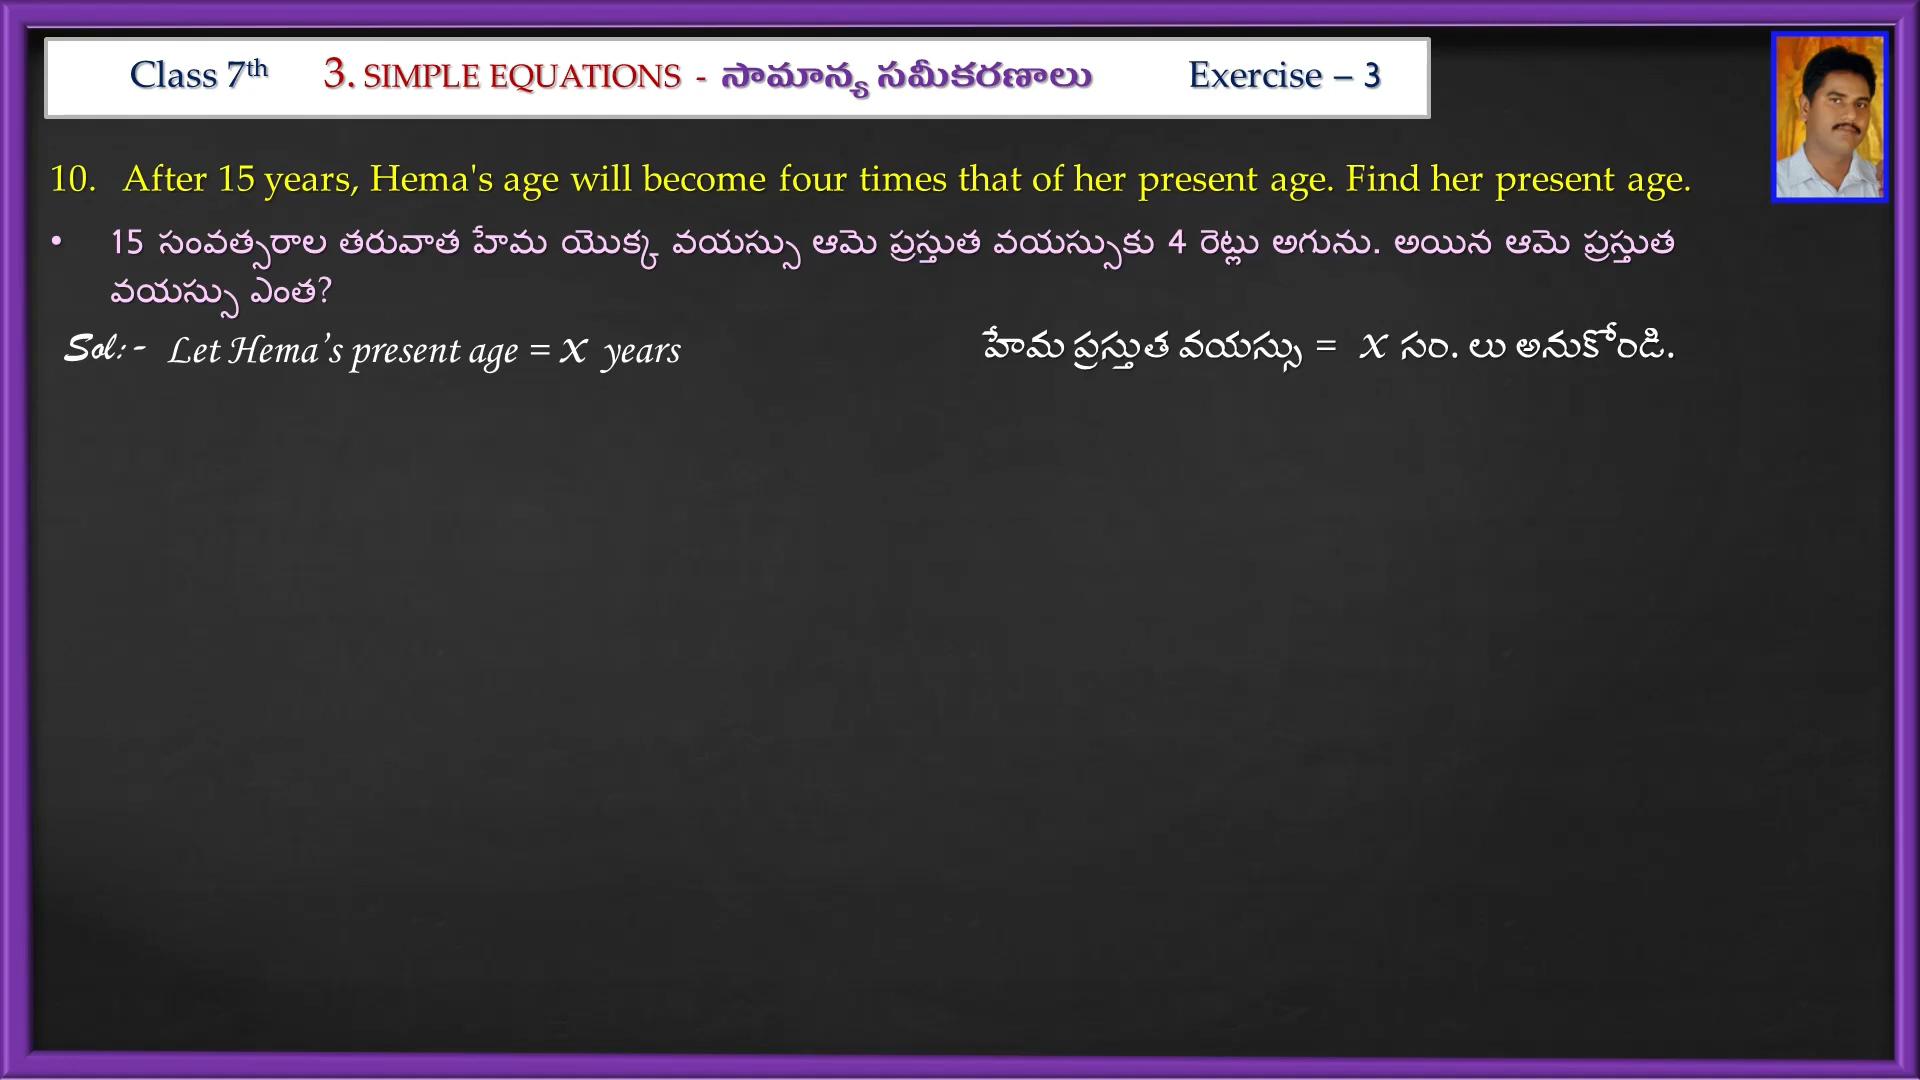 Class 7th 3. SIMPLE EQUATIONS - సామాన్య సమీకరణాలు Exercise – 3
10. After 15 years, Hema's age will become four times that of her present age. Find her present age.
• 15 సంవత్సరాల తరువాత హేమ యొక్క వయస్సు ఆమె ప్రస్తుత వయస్సుకు 4 రెట్లు అగును. అయిన ఆమె ప్రస్తుత
వయస్సు ఎంత?
Sol:- Let Hema’s present age = x years హేమ ప్రస్తుత వయస్సు = x సం. లు అనుకోండి.